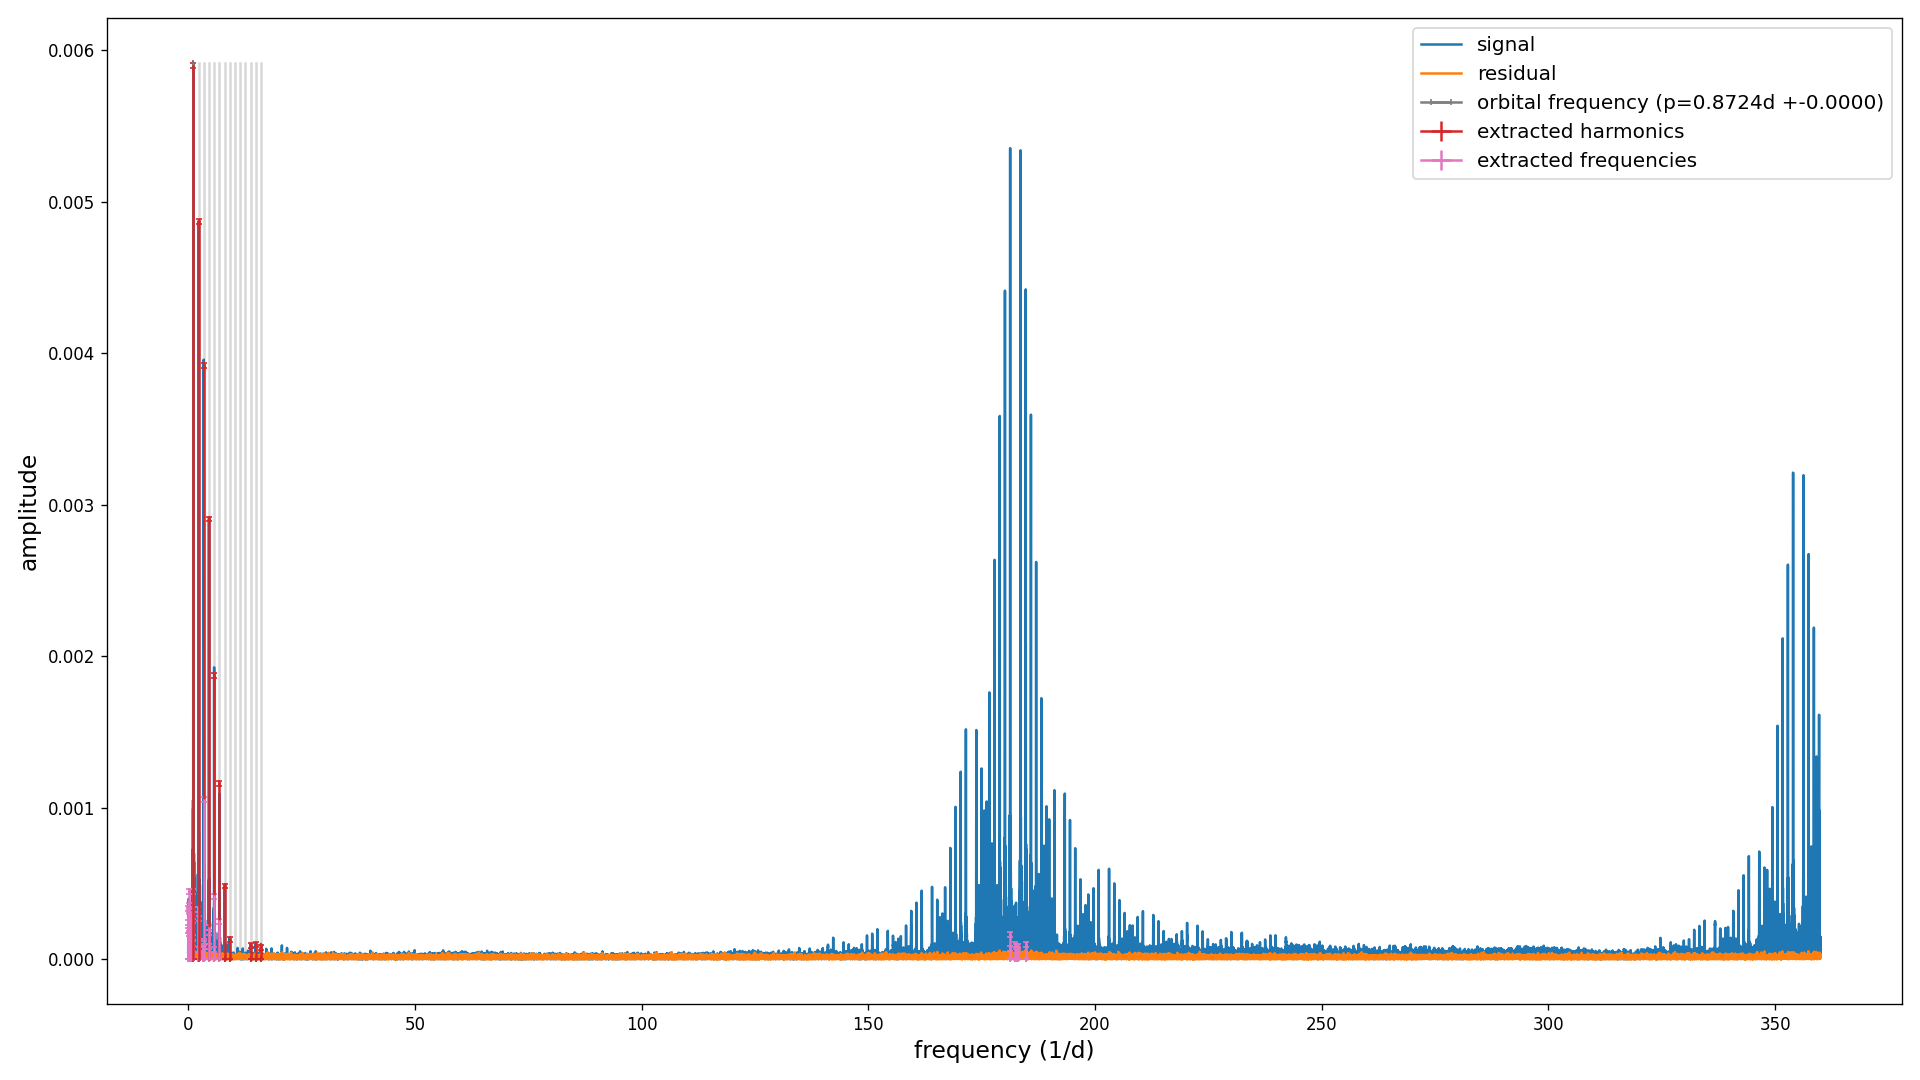 signal
residual
orbital frequency (p=0.8724d +-0.0000)
extracted harmonics
extracted frequencies
0.006
0.005
0.004
0.003
0.002
0.001
0.000
amplitude
0 50 100 150 200 250 300 350
frequency (1/d)